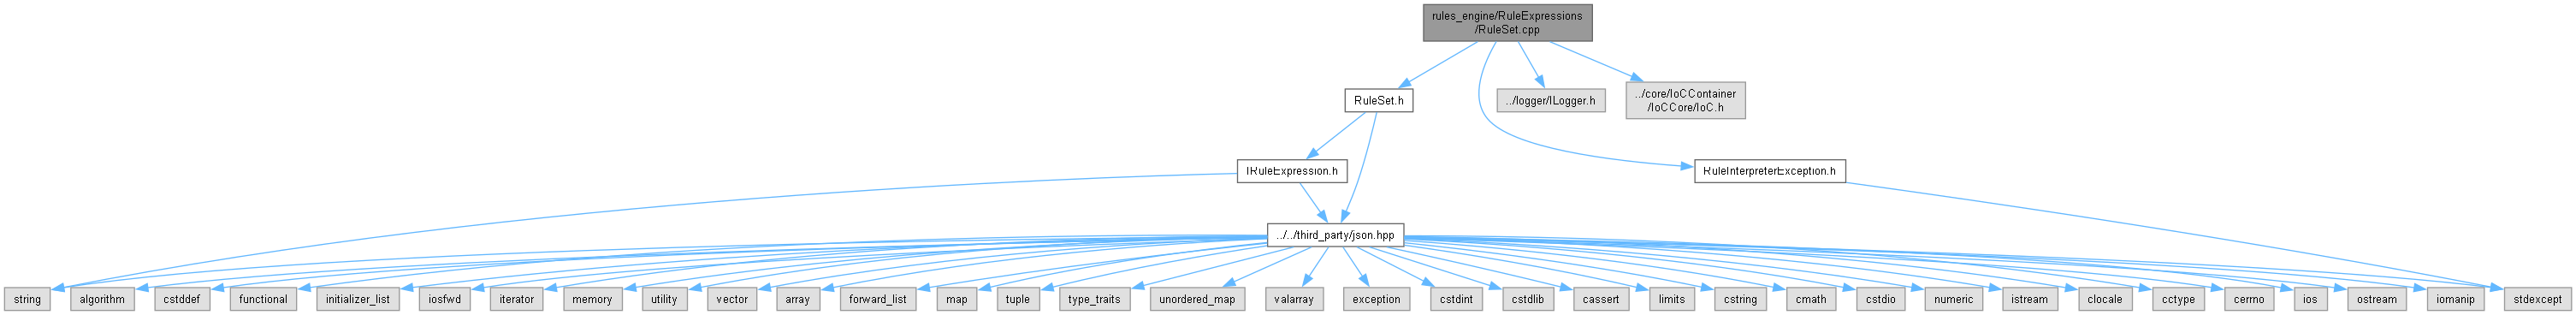 rules_engine/RuleExpressions
/RuleSet.cpp
RuleSet.h
../logger/ILogger.h
../core/IoCContainer
/IoCCore/IoC.h
IRuleExpression.h
RuleInterpreterException.h
../../third_party/json.hpp
string
algorithm
cstddef
functional
initializer_list
iosfwd
iterator
memory
utility
vector
array
forward_list
map
tuple
type_traits
unordered_map
valarray
exception
cstdint
cstdlib
cassert
limits
cstring
cmath
cstdio
numeric
istream
clocale
cctype
cerrno
ios
ostream
iomanip
stdexcept